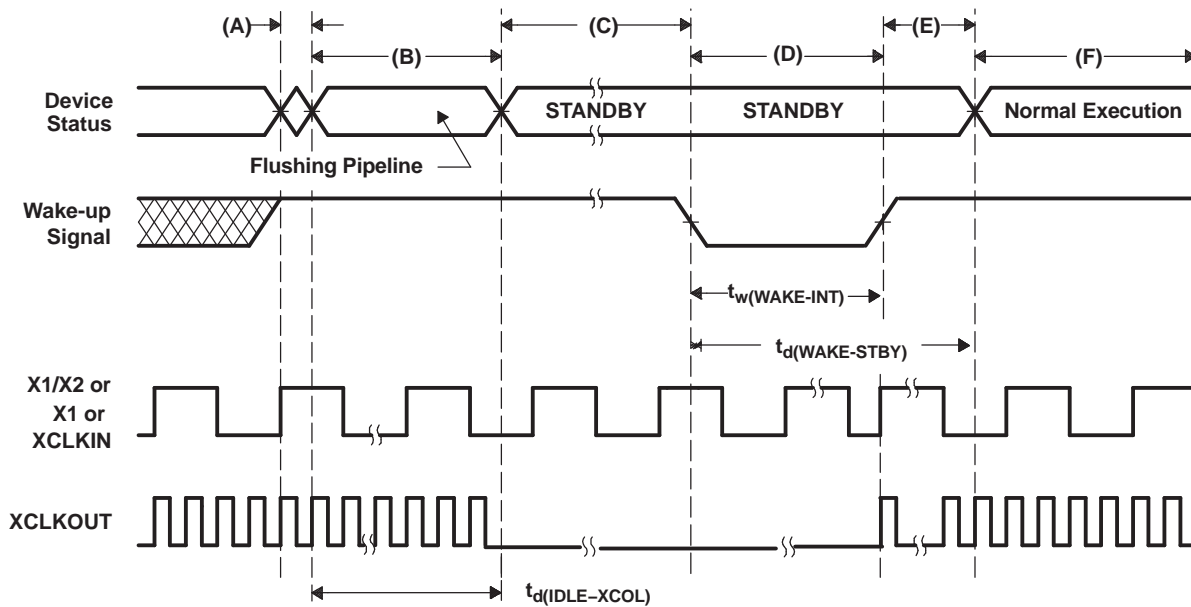 (A)
(C)
(E)
(B)
(D)
(F)
Device
Status
STANDBY
STANDBY
Normal Execution
Flushing Pipeline
Wake-up
Signal
tw(WAKE-INT)
td(WAKE-STBY)
X1/X2 or
X1 or
XCLKIN
XCLKOUT
td(IDLE−XCOL)